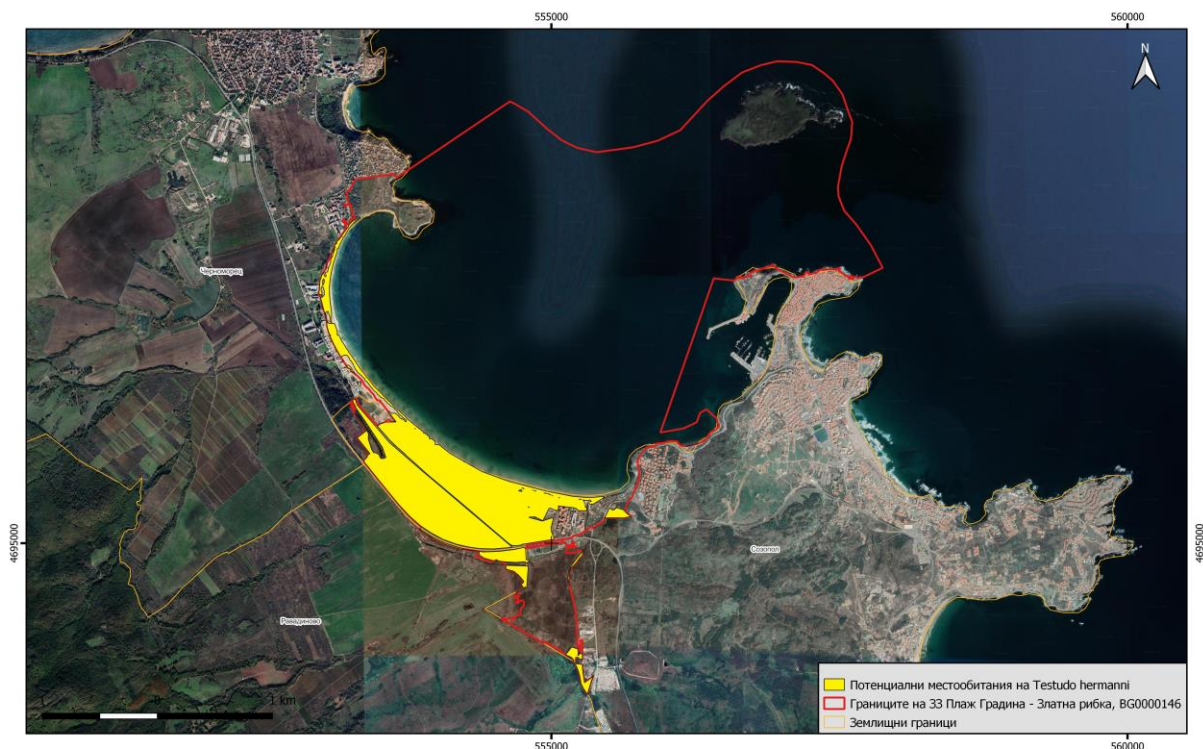 555000
560000
N
Черноморец
4695000
4695000
Созопол
Равадиново
1 km
Потенциални местообитания на Testudo hermanni
Границите на ЗЗ Плаж Градина - Златна рибка, BG0000146
Землищни граници
555000
560000